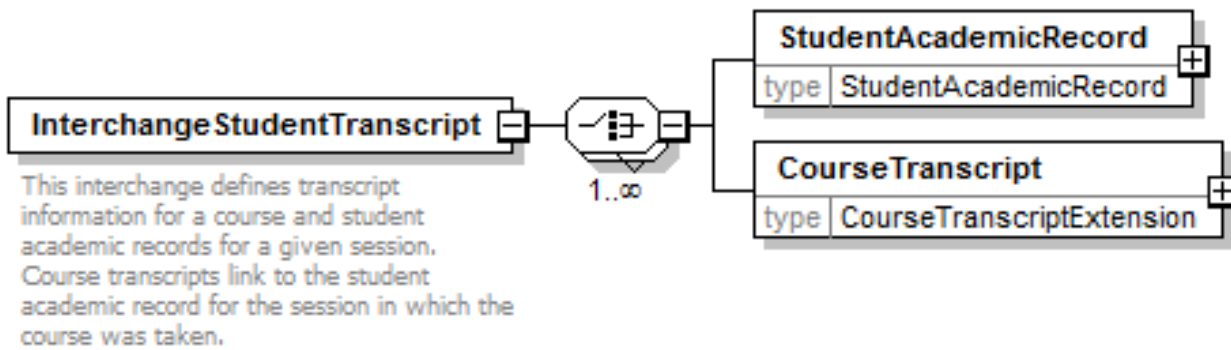 StudentAcademicRecord
type StudentAcademicRecord
InterchangeStudentTranscript
1..∞
CourseTranscript
type CourseTranscriptExtension
This interchange defines transcript
information for a course and student
academic records for a given session.
Course transcripts link to the student
academic record for the session in which the
course was taken.